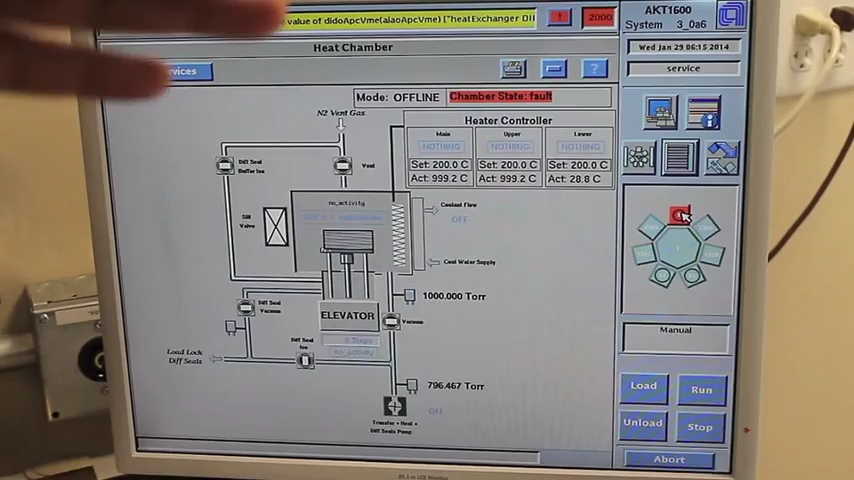 value of didoApcVme(aiaoApcVme) ["heatExchanger DI
!
2000
AKT1600
System 3_0a6
Heat Chamber
Wed Jan 29 06:15 2014
service
vices
?
Mode: OFFLINE
Chamber State: fault
N2 Vent Gas
Heater Controller
Main Upper Lower
NOTHING NOTHING NOTHING
Set: 200.0 C Set: 200.0 C Set: 200.0 C
Act: 999.2 C Act: 999.2 C Act: 28.8 C
Diff Seal
Buffer Iso
Vent
no_activity
Coolant Flow
OFF
Slit
Valve
Cool Water Supply
1000.000 Torr
Diff Seal
Vacuum
ELEVATOR
Vacuum
0 Steps
no_activity
Diff Seal
Iso
Load Lock
Diff Seals
796.467 Torr
OFF
Transfer + Heat +
Diff Seals Pump
Manual
Load
Run
Unload
Stop
Abort